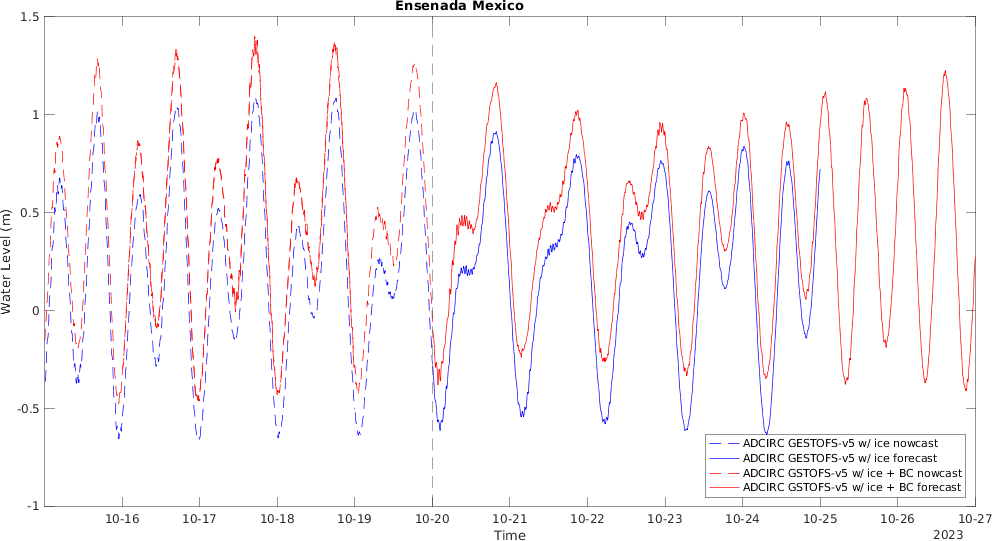 Ensenada Mexico
Water Level (m)
1.5
1
0.5
0
-0.5
-1
10-16
10-17
10-18
10-19
10-20
10-21
10-22
10-23
10-24
10-25
10-26
10-27
Time
2023
ADCIRC GESTOFS-v5 w/ ice nowcast
ADCIRC GESTOFS-v5 w/ ice forecast
ADCIRC GSTOFS-v5 w/ ice + BC nowcast
ADCIRC GSTOFS-v5 w/ ice + BC forecast